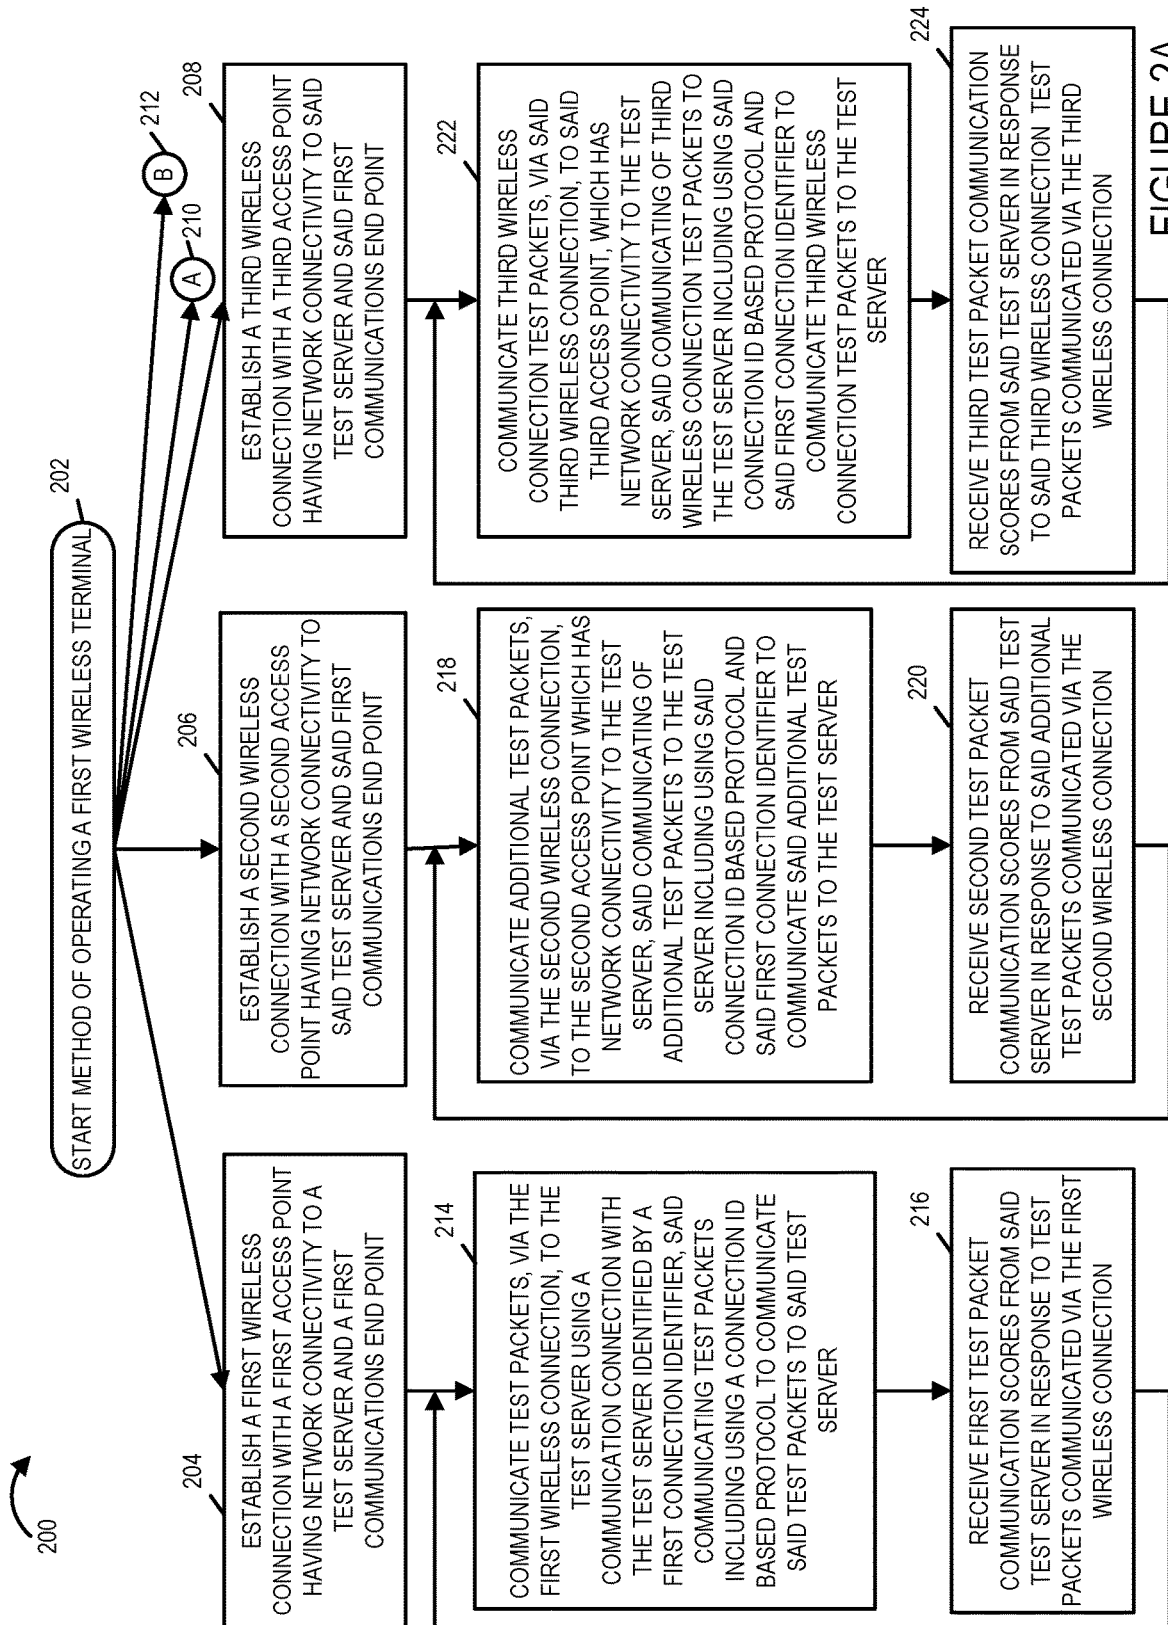 200
START METHOD OF OPERATING A FIRST WIRELESS TERMINAL
202
204
ESTABLISH A FIRST WIRELESS
CONNECTION WITH A FIRST ACCESS POINT
HAVING NETWORK CONNECTIVITY TO A
TEST SERVER AND A FIRST
COMMUNICATIONS END POINT
206
ESTABLISH A SECOND WIRELESS
CONNECTION WITH A SECOND ACCESS
POINT HAVING NETWORK CONNECTIVITY TO
SAID TEST SERVER AND SAID FIRST
COMMUNICATIONS END POINT
A
210
B
212
208
ESTABLISH A THIRD WIRELESS
CONNECTION WITH A THIRD ACCESS POINT
HAVING NETWORK CONNECTIVITY TO SAID
TEST SERVER AND SAID FIRST
COMMUNICATIONS END POINT
214
COMMUNICATE TEST PACKETS, VIA THE
FIRST WIRELESS CONNECTION, TO THE
TEST SERVER USING A
COMMUNICATION CONNECTION WITH
THE TEST SERVER IDENTIFIED BY A
FIRST CONNECTION IDENTIFIER, SAID
COMMUNICATING TEST PACKETS
INCLUDING USING A CONNECTION ID
BASED PROTOCOL TO COMMUNICATE
SAID TEST PACKETS TO SAID TEST
SERVER
218
COMMUNICATE ADDITIONAL TEST PACKETS,
VIA THE SECOND WIRELESS CONNECTION,
TO THE SECOND ACCESS POINT WHICH HAS
NETWORK CONNECTIVITY TO THE TEST
SERVER, SAID COMMUNICATING OF
ADDITIONAL TEST PACKETS TO THE TEST
SERVER INCLUDING USING SAID
CONNECTION ID BASED PROTOCOL AND
SAID FIRST CONNECTION IDENTIFIER TO
COMMUNICATE SAID ADDITIONAL TEST
PACKETS TO THE TEST SERVER
222
COMMUNICATE THIRD WIRELESS
CONNECTION TEST PACKETS, VIA SAID
THIRD WIRELESS CONNECTION, TO SAID
THIRD ACCESS POINT, WHICH HAS
NETWORK CONNECTIVITY TO THE TEST
SERVER, SAID COMMUNICATING OF THIRD
WIRELESS CONNECTION TEST PACKETS TO
THE TEST SERVER INCLUDING USING SAID
CONNECTION ID BASED PROTOCOL AND
SAID FIRST CONNECTION IDENTIFIER TO
COMMUNICATE THIRD WIRELESS
CONNECTION TEST PACKETS TO THE TEST
SERVER
216
RECEIVE FIRST TEST PACKET
COMMUNICATION SCORES FROM SAID
TEST SERVER IN RESPONSE TO TEST
PACKETS COMMUNICATED VIA THE FIRST
WIRELESS CONNECTION
220
RECEIVE SECOND TEST PACKET
COMMUNICATION SCORES FROM SAID TEST
SERVER IN RESPONSE TO SAID ADDITIONAL
TEST PACKETS COMMUNICATED VIA THE
SECOND WIRELESS CONNECTION
224
RECEIVE THIRD TEST PACKET COMMUNICATION
SCORES FROM SAID TEST SERVER IN RESPONSE
TO SAID THIRD WIRELESS CONNECTION TEST
PACKETS COMMUNICATED VIA THE THIRD
WIRELESS CONNECTION
FIGURE 2A